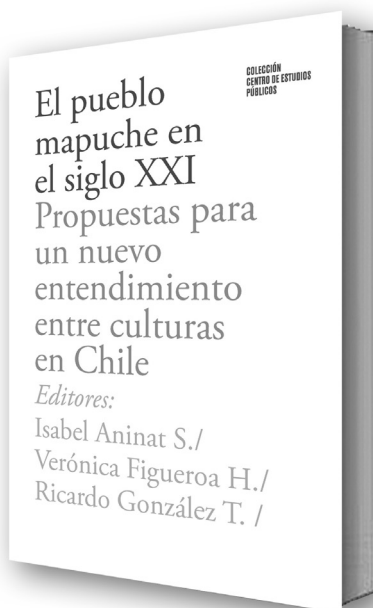 COLECCIÓN
CENTRO DE ESTUDIOS
PÚBLICOS
El pueblo
mapuche en
el siglo XXI
Propuestas para
un nuevo
entendimiento
entre culturas
en Chile
Editores:
Isabel Aninat S./
Verónica Figueroa H./
Ricardo González T. /